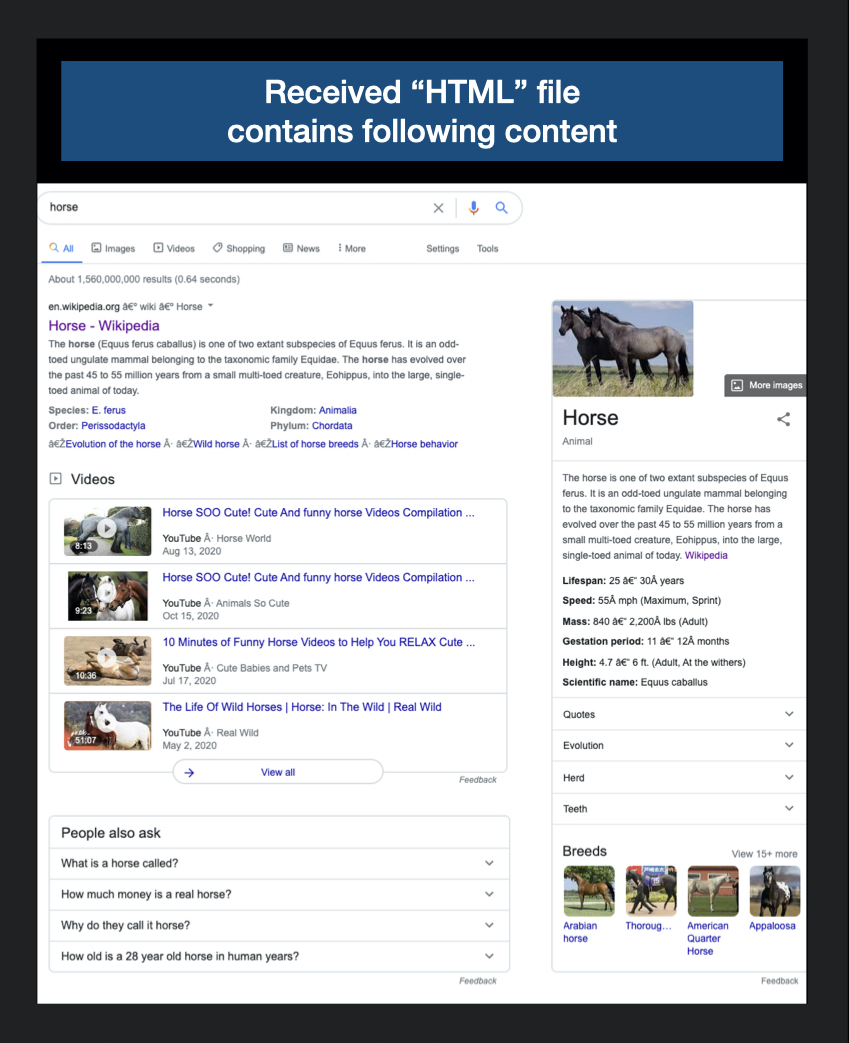 Received “HTML” file
contains following content
horse
All Images Videos Shopping News More Settings Tools
About 1,560,000,000 results (0.64 seconds)
en.wikipedia.org â€º wiki â€º Horse
Horse - Wikipedia
The horse (Equus ferus caballus) is one of two extant subspecies of Equus ferus. It is an odd-
toed ungulate mammal belonging to the taxonomic family Equidae. The horse has evolved over
the past 45 to 55 million years from a small multi-toed creature, Eohippus, into the large, single-
toed animal of today.
Species: E. ferus Kingdom: Animalia
Order: Perissodactyla Phylum: Chordata
â€ŽEvolution of the horse Â· â€ŽWild horse Â· â€ŽList of horse breeds Â· â€ŽHorse behavior
Videos
Horse SOO Cute! Cute And funny horse Videos Compilation ...
YouTube Â· Horse World
8:13
Aug 13, 2020
Horse SOO Cute! Cute And funny horse Videos Compilation ...
YouTube Â· Animals So Cute
9:23
Oct 15, 2020
10 Minutes of Funny Horse Videos to Help You RELAX Cute ...
YouTube Â· Cute Babies and Pets TV
10:36
Jul 17, 2020
The Life Of Wild Horses | Horse: In The Wild | Real Wild
YouTube Â· Real Wild
51:07
May 2, 2020
View all
Feedback
People also ask
What is a horse called?
How much money is a real horse?
Why do they call it horse?
How old is a 28 year old horse in human years?
Feedback
More images
Horse
Animal
The horse is one of two extant subspecies of Equus
ferus. It is an odd-toed ungulate mammal belonging
to the taxonomic family Equidae. The horse has
evolved over the past 45 to 55 million years from a
small multi-toed creature, Eohippus, into the large,
single-toed animal of today. Wikipedia
Lifespan: 25 â€“ 30Â years
Speed: 55Â mph (Maximum, Sprint)
Mass: 840 â€“ 2,200Â lbs (Adult)
Gestation period: 11 â€“ 12Â months
Height: 4.7 â€“ 6 ft. (Adult, At the withers)
Scientific name: Equus caballus
Quotes
Evolution
Herd
Teeth
Breeds View 15+ more
Arabian
horse
Thoroug...
American
Quarter
Horse
Appaloosa
Feedback